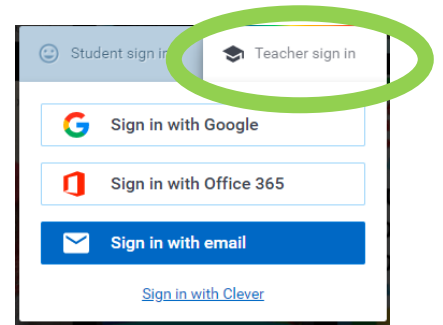 Student sign in
Teacher sign in
Sign in with Google
Sign in with Office 365
Sign in with email
Sign in with Clever